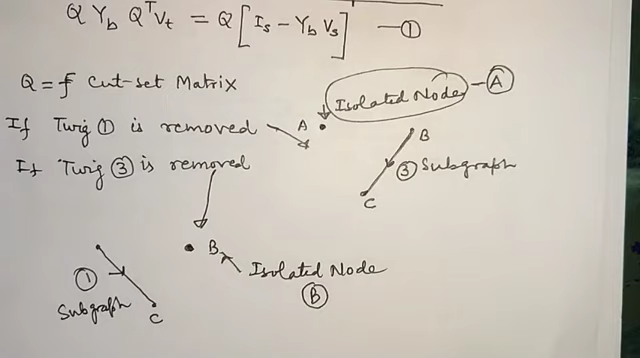 Q Y_b Q^T V_t = Q [I_s - Y_b V_s] — ①
Q = f cut-set Matrix
Isolated Node — Ⓐ
If Twig ① is removed
A
B
③ Subgraph
C
If Twig ③ is removed
B
Isolated Node
Ⓑ
①
Subgraph
C